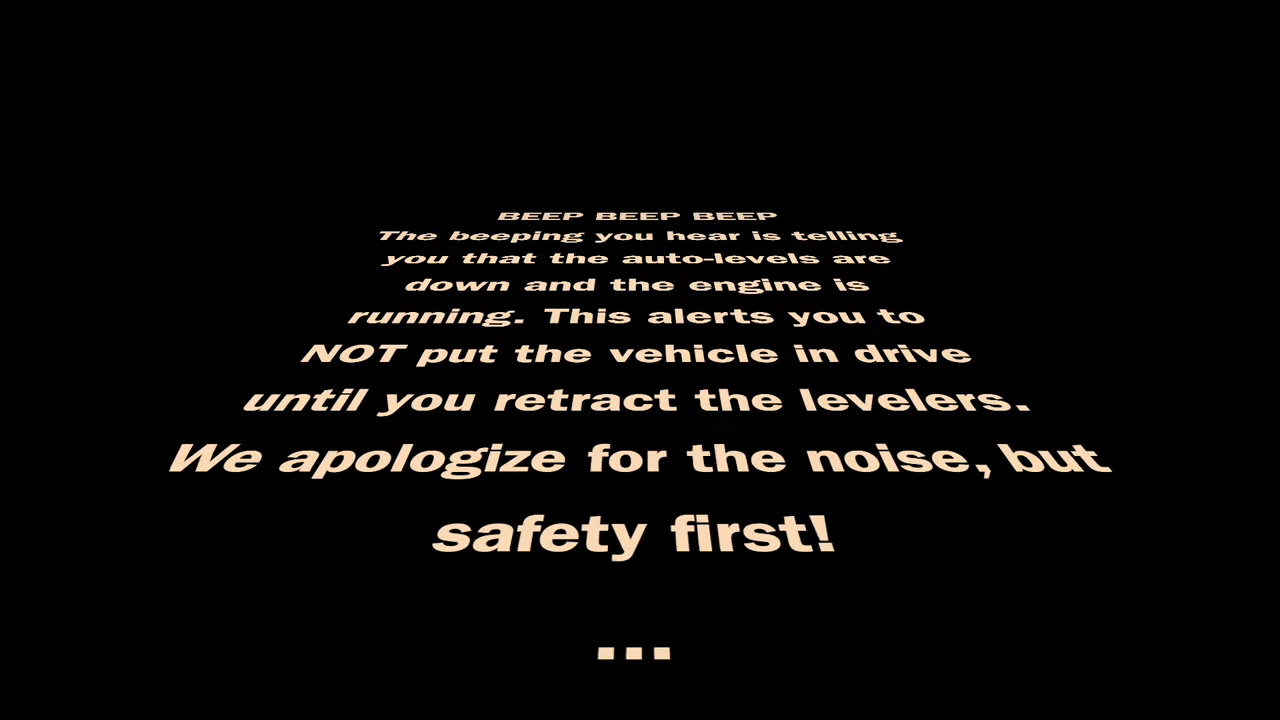 BEEP BEEP BEEP
The beeping you hear is telling
you that the auto-levels are
down and the engine is
running. This alerts you to
NOT put the vehicle in drive
until you retract the levelers.
We apologize for the noise, but
safety first!
...